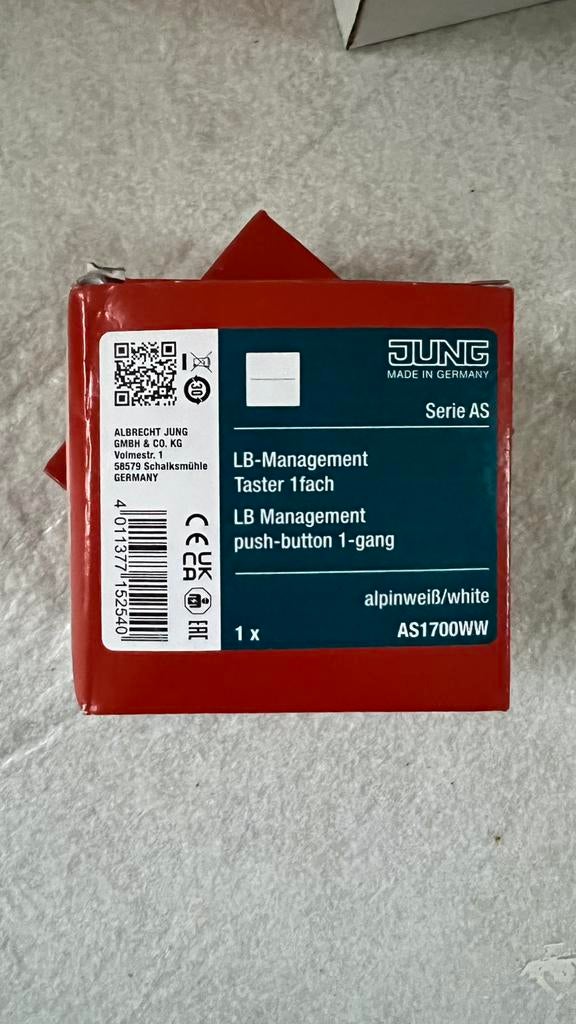 JUNG
MADE IN GERMANY
Serie AS
LB-Management
Taster 1fach
LB Management
push-button 1-gang
alpinweiß/white
1 x AS1700WW
30
ALBRECHT JUNG
GMBH & CO. KG
Volmestr. 1
58579 Schalksmühle
GERMANY
4 011377 152540
CE
UK
CA
EAC